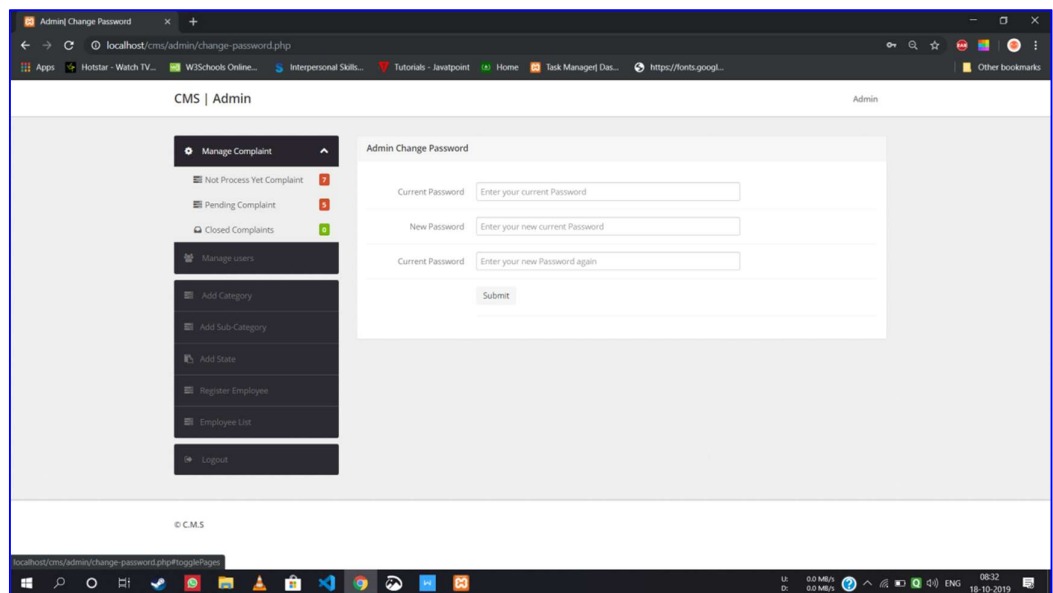 Admin| Change Password
localhost/cms/admin/change-password.php
Apps Hotstar - Watch TV... W3Schools Online... Interpersonal Skills... Tutorials - Javatpoint Home Task Manager| Das... https://fonts.googl... Other bookmarks
CMS | Admin Admin
Manage Complaint
Not Process Yet Complaint 7
Pending Complaint 5
Closed Complaints 0
Manage users
Add Category
Add Sub-Category
Add State
Register Employee
Employee List
Logout
Admin Change Password
Current Password Enter your current Password
New Password Enter your new current Password
Current Password Enter your new Password again
Submit
© C.M.S
localhost/cms/admin/change-password.php#togglePages
U: 0.0 MB/s
D: 0.0 MB/s
ENG
08:32
18-10-2019